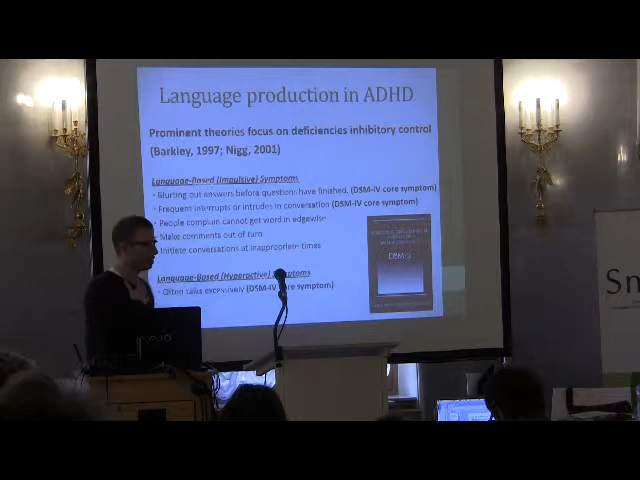 Language production in ADHD
Prominent theories focus on deficiencies inhibitory control
(Barkley, 1997; Nigg, 2001)
Language-Based (Impulsive) Symptoms
- Blurting out answers before questions have finished. (DSM-IV core symptom)
- Frequent interrupts or intrudes in conversation (DSM-IV core symptom)
- People complain cannot get word in edgewise
- Make comments out of turn
- Initiate conversations at inappropriate times
Language-Based (Hyperactive) Symptoms
- Often talks excessively (DSM-IV core symptom)